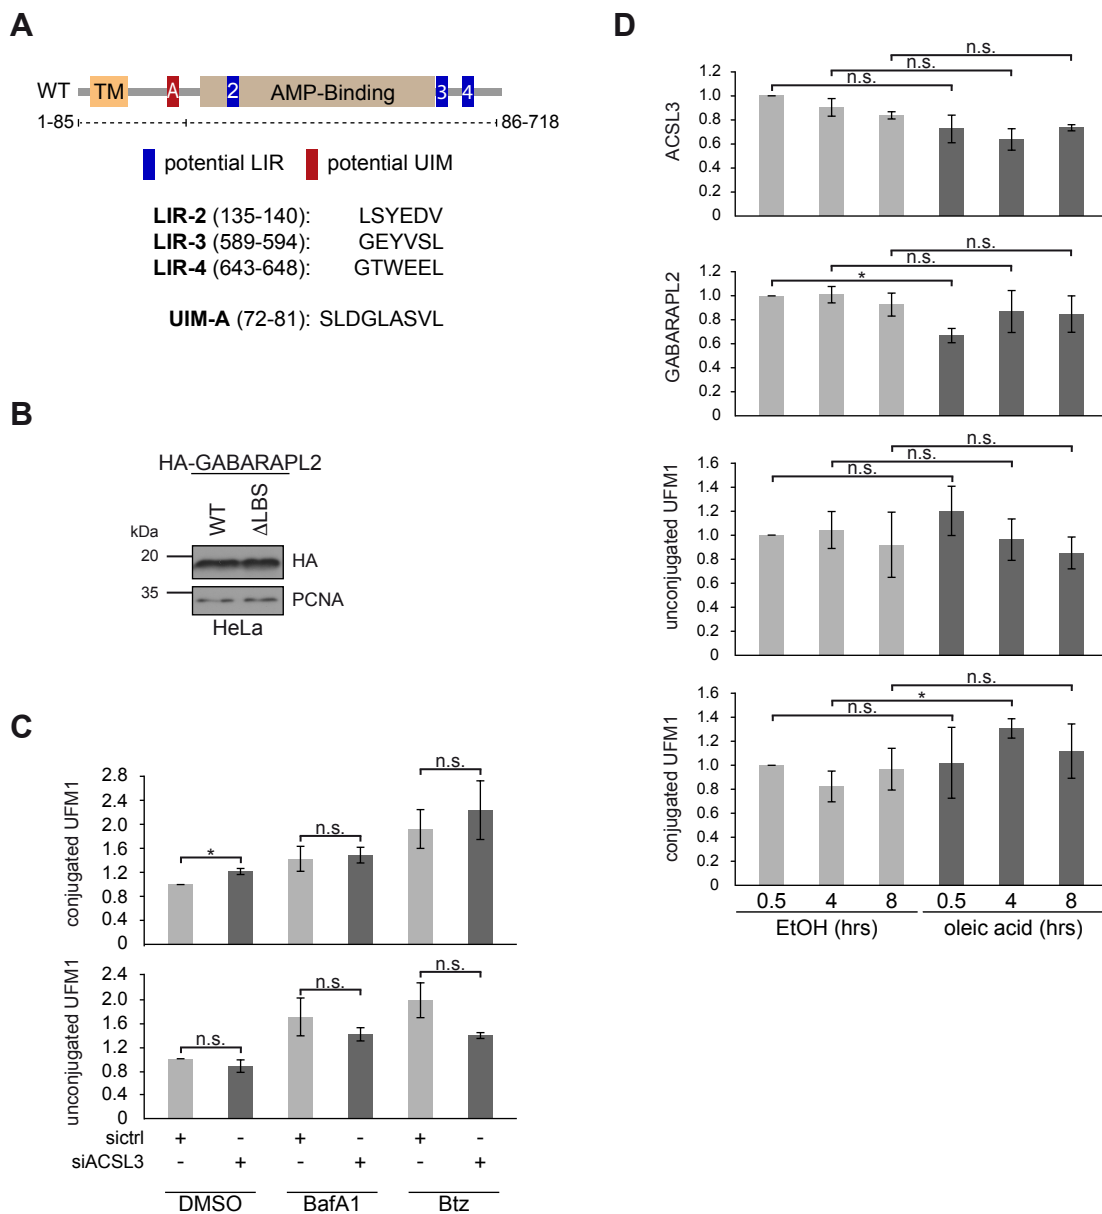 A
WT TM A 2 AMP-Binding 3 4
1-85 86-718
potential LIR potential UIM
LIR-2 (135-140): LSYEDV
LIR-3 (589-594): GEYVSL
LIR-4 (643-648): GTWEEL
UIM-A (72-81): SLDGLASVL
B
HA-GABARAPL2
WT ΔLBS
kDa
20 HA
35 PCNA
HeLa
C
conjugated UFM1
2.8
2.4
2.0
1.6
1.2
0.8
0.4
0
* n.s. n.s.
unconjugated UFM1
2.4
2.0
1.6
1.2
0.8
0.4
0
n.s. n.s. n.s.
sictrl + - + - + -
siACSL3 - + - + - +
DMSO BafA1 Btz
D
ACSL3
1.2
1.0
0.8
0.6
0.4
0.2
0
n.s.
n.s.
n.s.
GABARAPL2
1.2
1.0
0.8
0.6
0.4
0.2
0
n.s.
n.s.
*
unconjugated UFM1
1.6
1.4
1.2
1.0
0.8
0.6
0.4
0.2
0
n.s.
n.s.
n.s.
conjugated UFM1
1.6
1.4
1.2
1.0
0.8
0.6
0.4
0.2
0
n.s.
*
n.s.
0.5 4 8 0.5 4 8
EtOH (hrs) oleic acid (hrs)